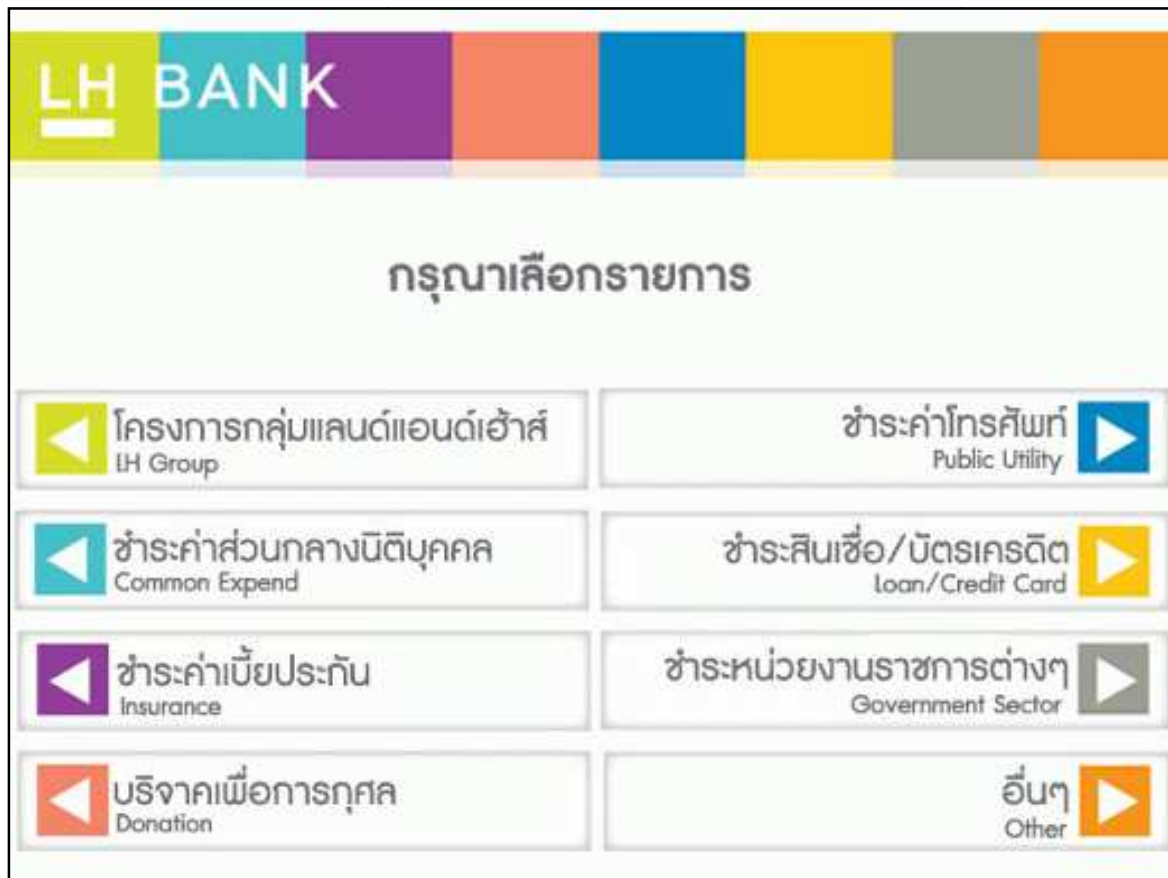 LH BANK
กรุณาเลือกรายการ
โครงการกลุ่มแลนด์แอนด์เฮ้าส์
LH Group
ชำระค่าโทรศัพท์
Public Utility
ชำระค่าส่วนกลางนิติบุคคล
Common Expend
ชำระสินเชื่อ/บัตรเครดิต
Loan/Credit Card
ชำระค่าเบี้ยประกัน
Insurance
ชำระหน่วยงานราชการต่างๆ
Government Sector
บริจาคเพื่อการกุศล
Donation
อื่นๆ
Other